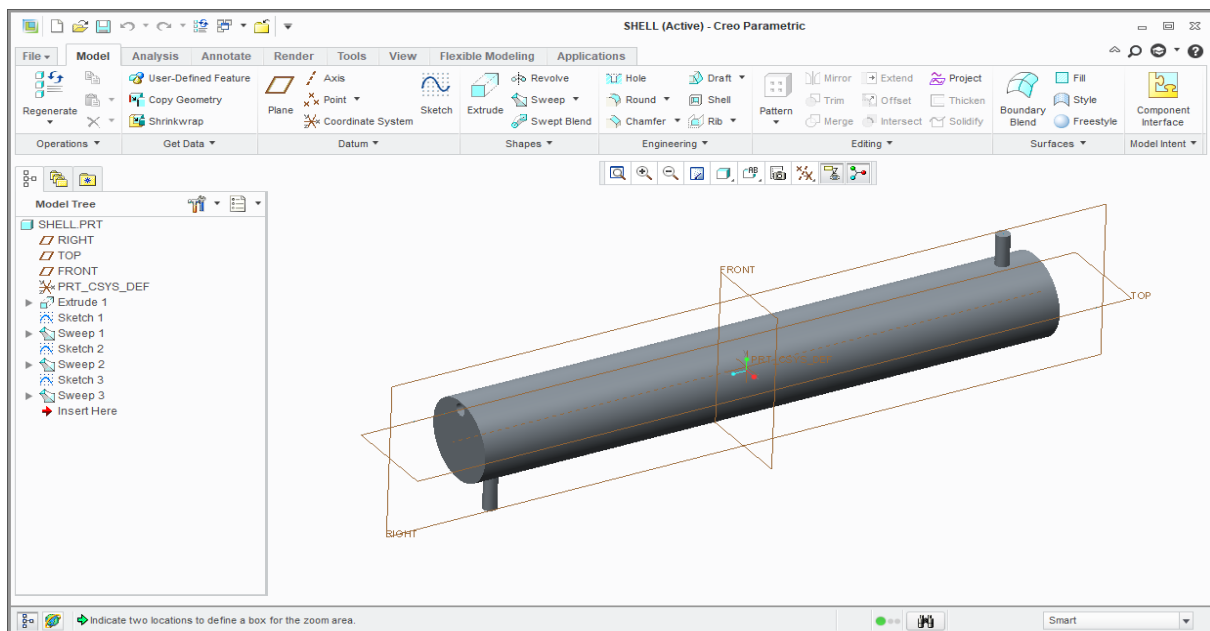 SHELL (Active) - Creo Parametric
File Model Analysis Annotate Render Tools View Flexible Modeling Applications
Regenerate
User-Defined Feature
Copy Geometry
Shrinkwrap
Plane
Axis
Point
Coordinate System
Sketch
Extrude
Revolve
Sweep
Swept Blend
Hole
Round
Chamfer
Draft
Shell
Rib
Pattern
Mirror
Trim
Merge
Extend
Offset
Intersect
Project
Thicken
Solidify
Boundary
Blend
Fill
Style
Freestyle
Component
Interface
Operations Get Data Datum Shapes Engineering Editing Surfaces Model Intent
Model Tree
SHELL.PRT
RIGHT
TOP
FRONT
PRT_CSYS_DEF
Extrude 1
Sketch 1
Sweep 1
Sketch 2
Sweep 2
Sketch 3
Sweep 3
Insert Here
FRONT
TOP
PRT_CSYS_DEF
RIGHT
Indicate two locations to define a box for the zoom area.
Smart